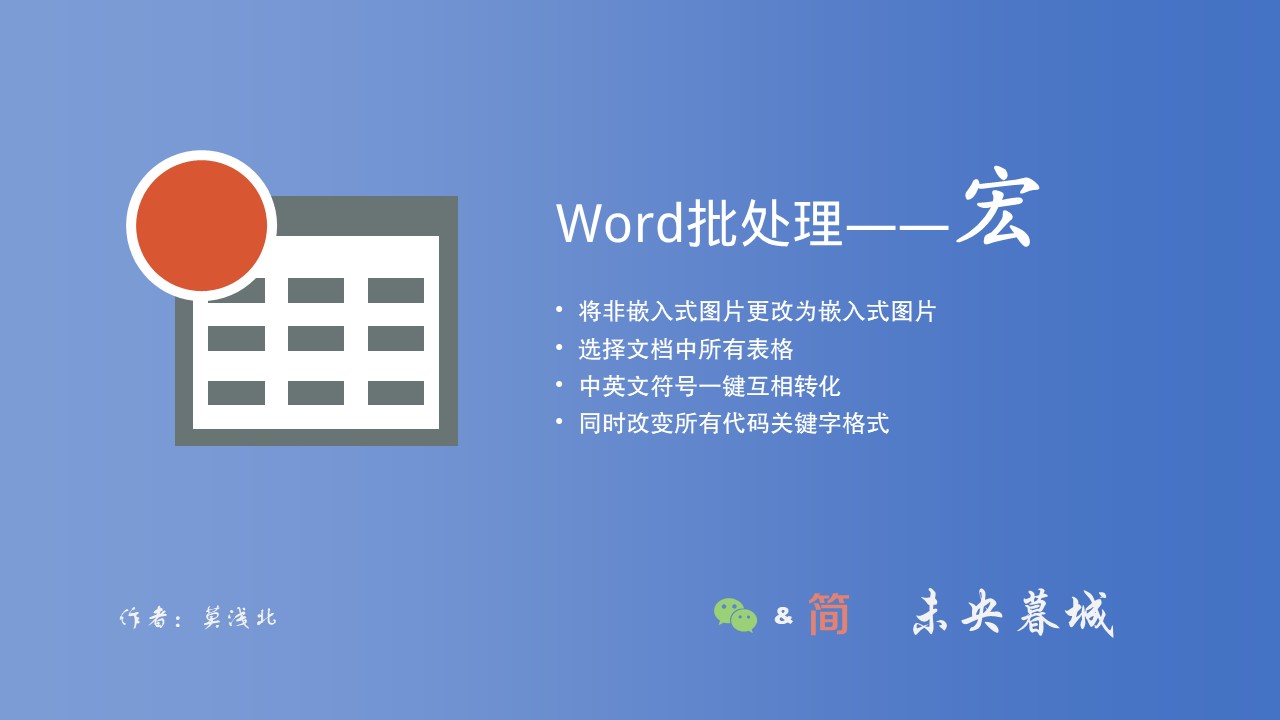 Word批处理——宏
• 将非嵌入式图片更改为嵌入式图片
• 选择文档中所有表格
• 中英文符号一键互相转化
• 同时改变所有代码关键字格式
作者：莫浅北
& 简 未央暮城